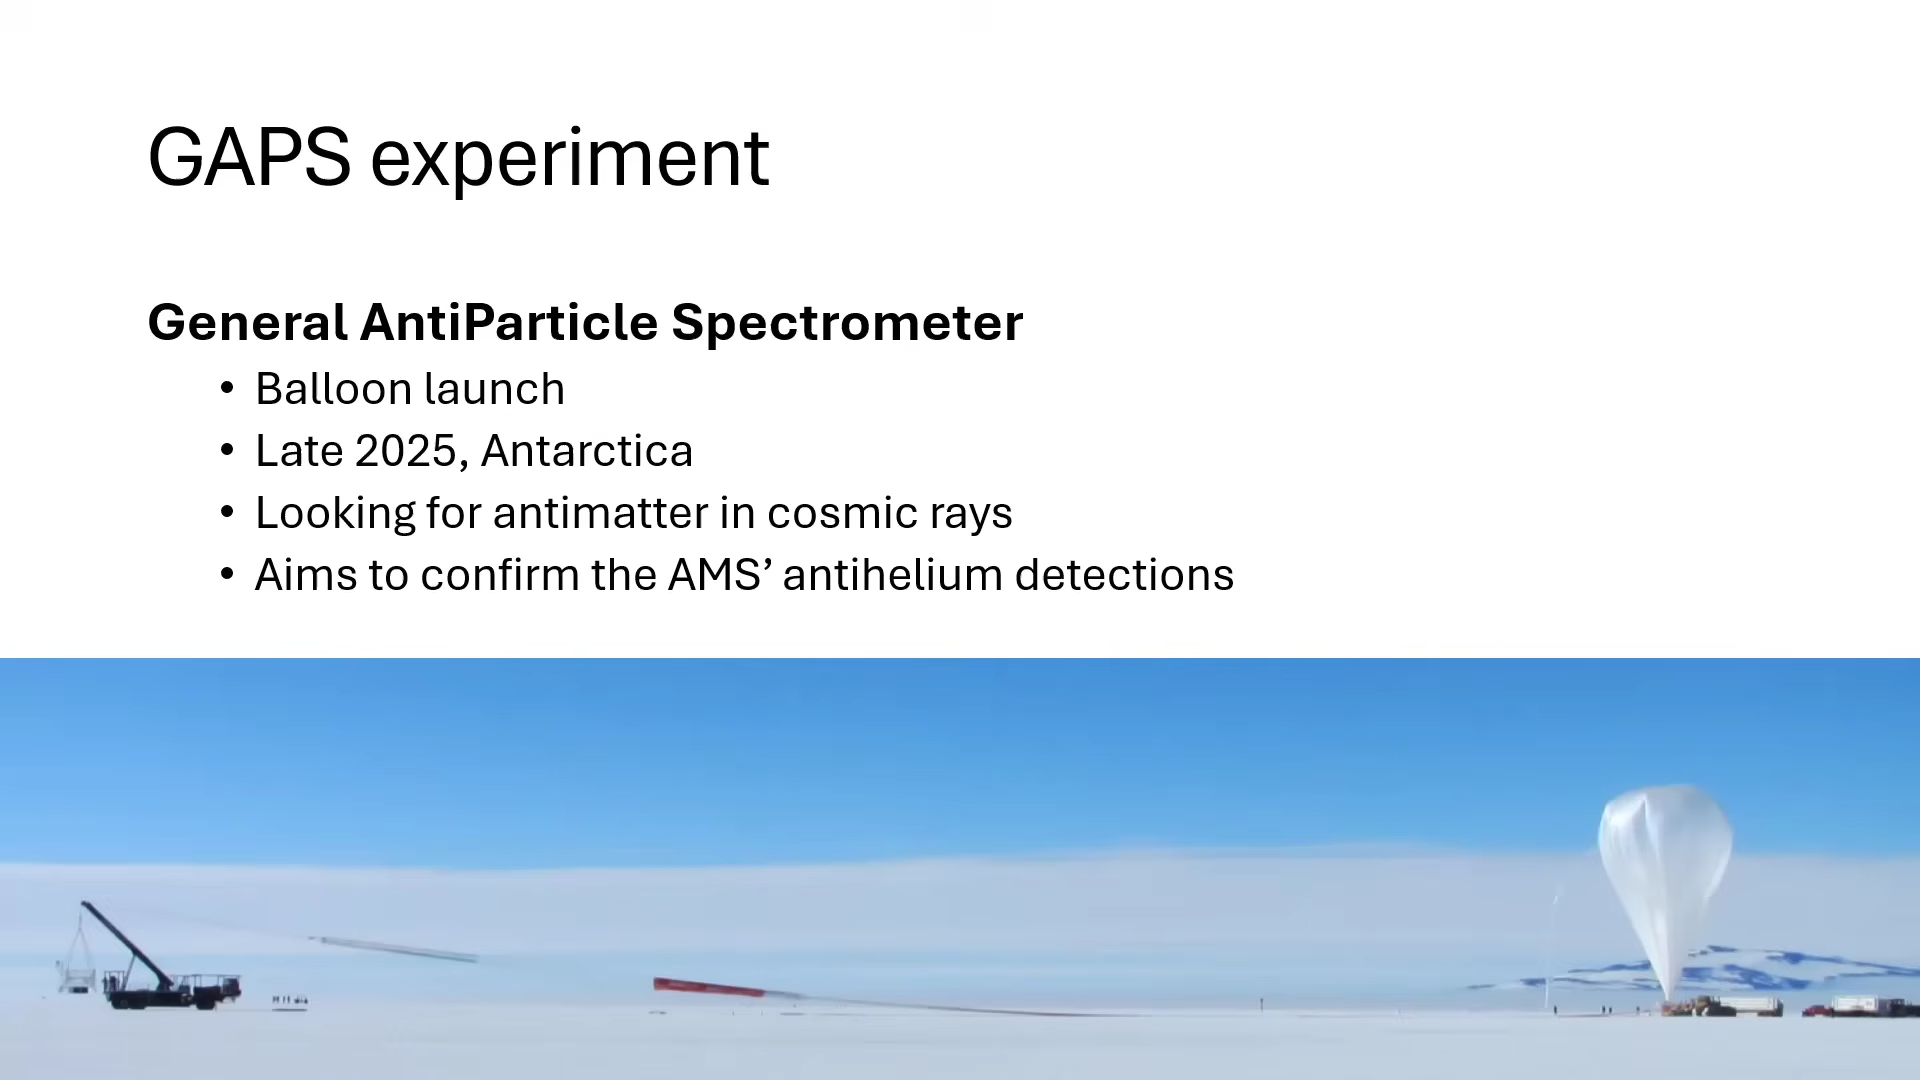 GAPS experiment
General AntiParticle Spectrometer
• Balloon launch
• Late 2025, Antarctica
• Looking for antimatter in cosmic rays
• Aims to confirm the AMS’ antihelium detections